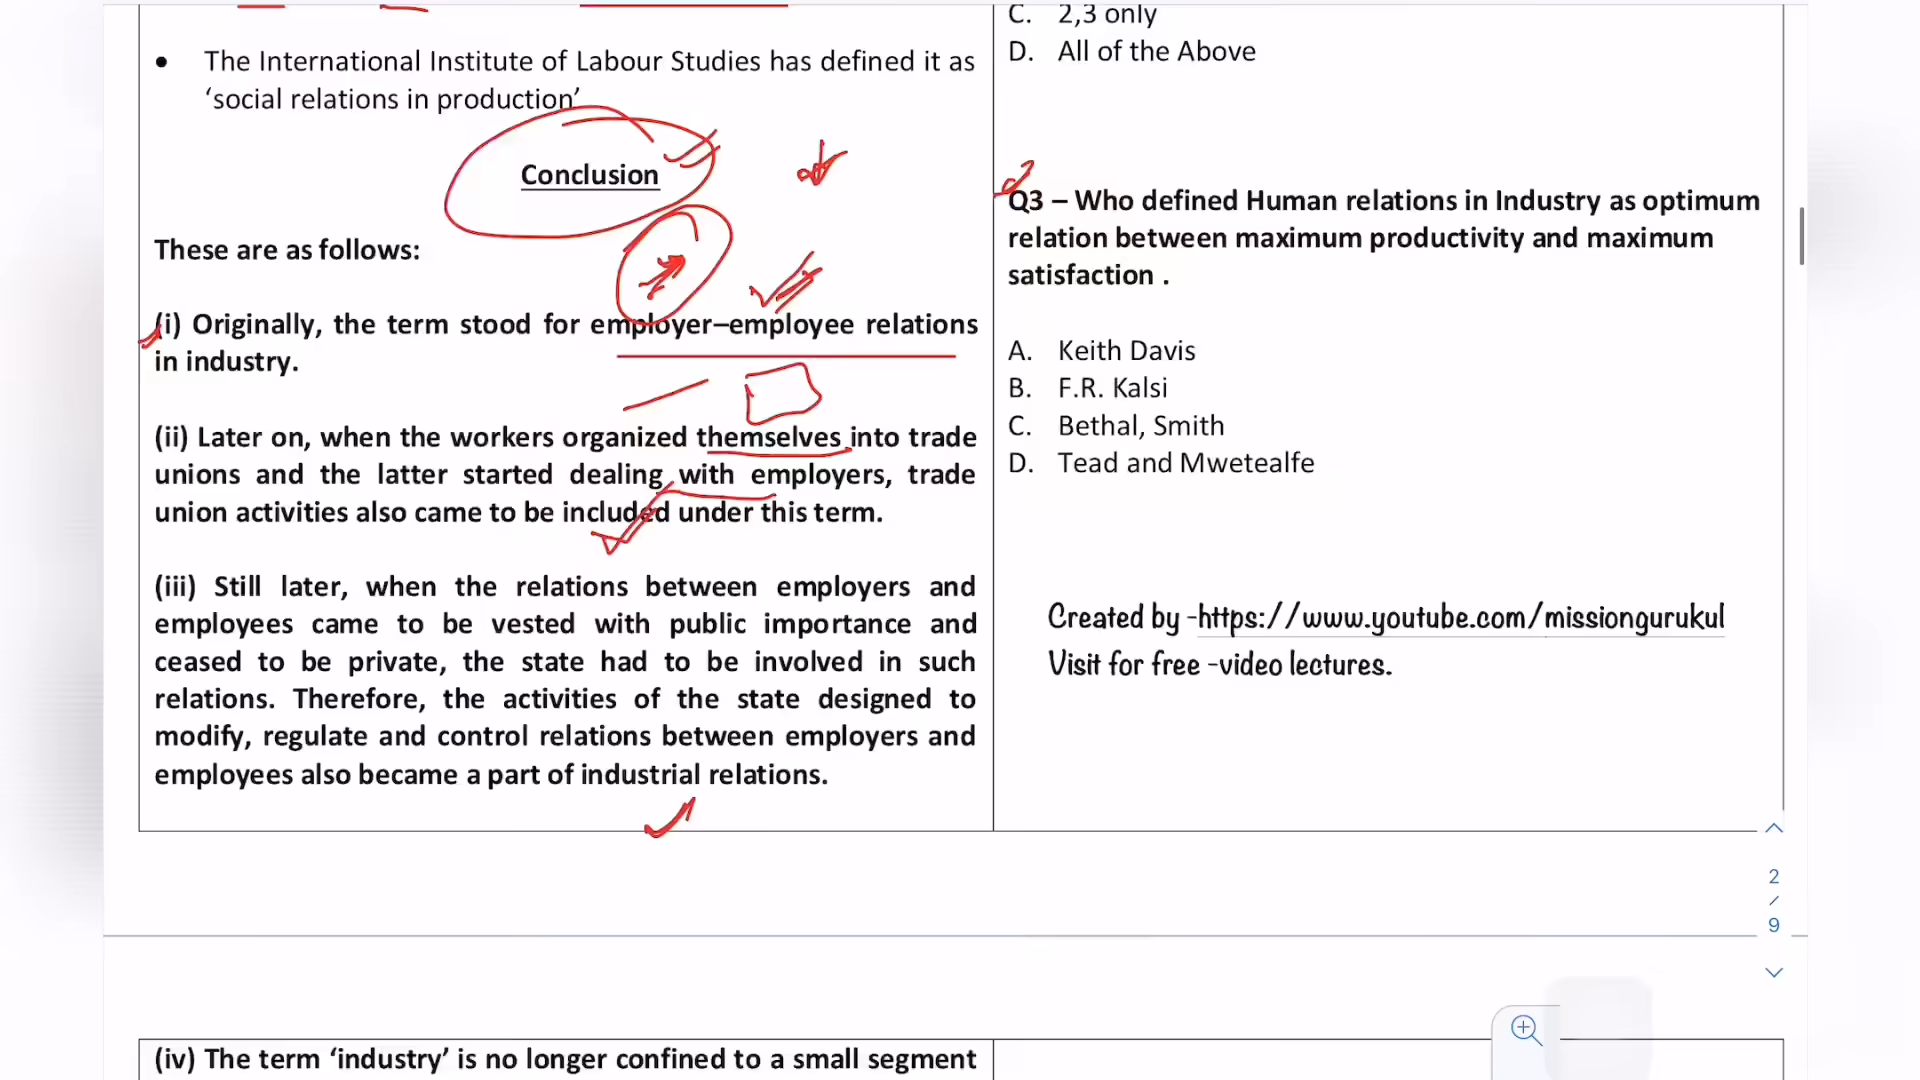 • The International Institute of Labour Studies has defined it as
‘social relations in production’
Conclusion
These are as follows:
(i) Originally, the term stood for employer–employee relations
in industry.
(ii) Later on, when the workers organized themselves into trade
unions and the latter started dealing with employers, trade
union activities also came to be included under this term.
(iii) Still later, when the relations between employers and
employees came to be vested with public importance and
ceased to be private, the state had to be involved in such
relations. Therefore, the activities of the state designed to
modify, regulate and control relations between employers and
employees also became a part of industrial relations.
C. 2,3 only
D. All of the Above
Q3 – Who defined Human relations in Industry as optimum
relation between maximum productivity and maximum
satisfaction .
A. Keith Davis
B. F.R. Kalsi
C. Bethal, Smith
D. Tead and Mwetealfe
Created by -https://www.youtube.com/missiongurukul
Visit for free -video lectures.
2
/
9
(iv) The term ‘industry’ is no longer confined to a small segment